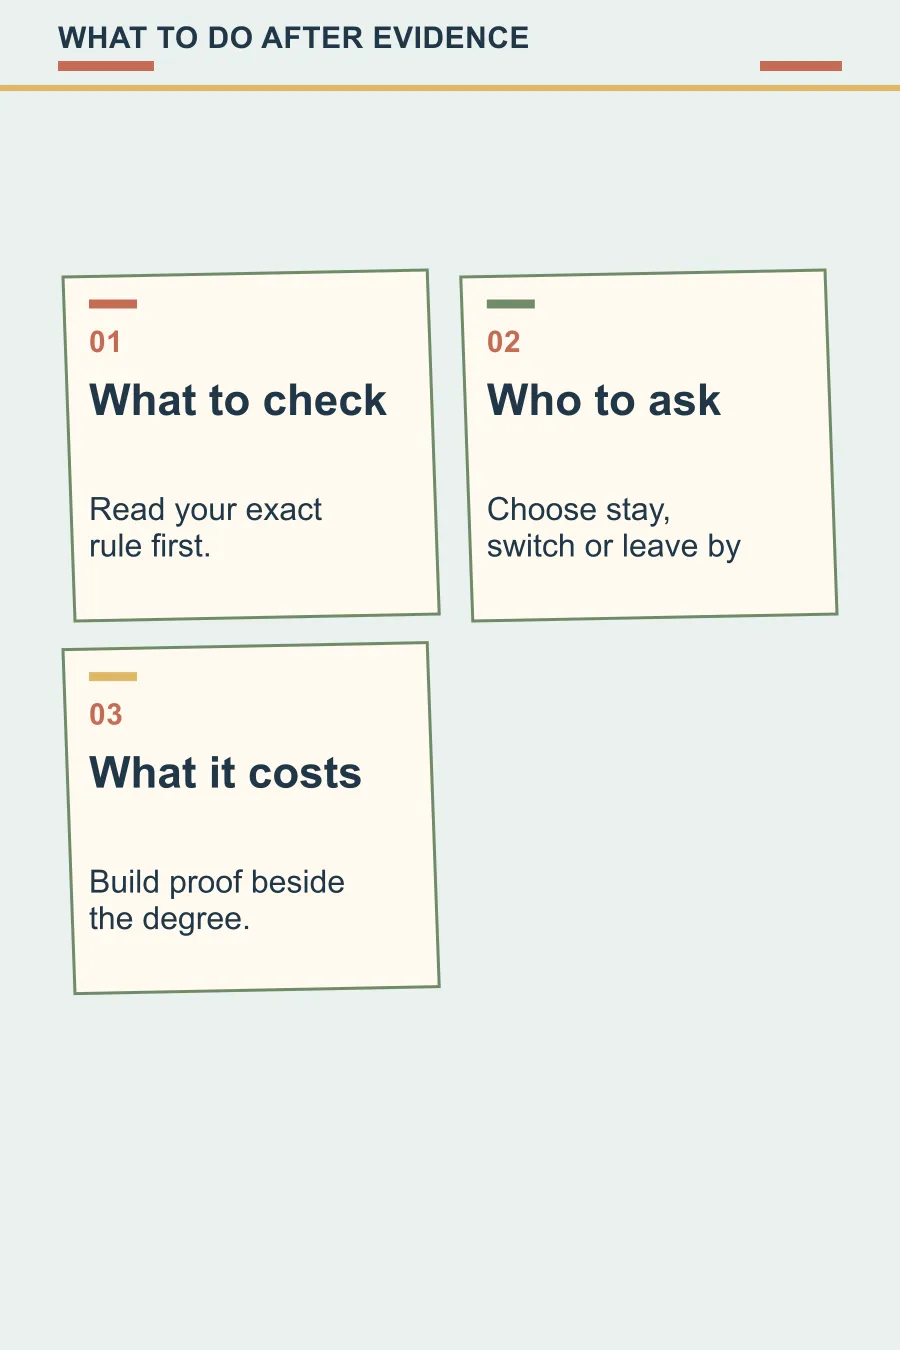 WHAT TO DO AFTER EVIDENCE
01
What to check
Read your exact
rule first.
02
Who to ask
Choose stay,
switch or leave by
03
What it costs
Build proof beside
the degree.